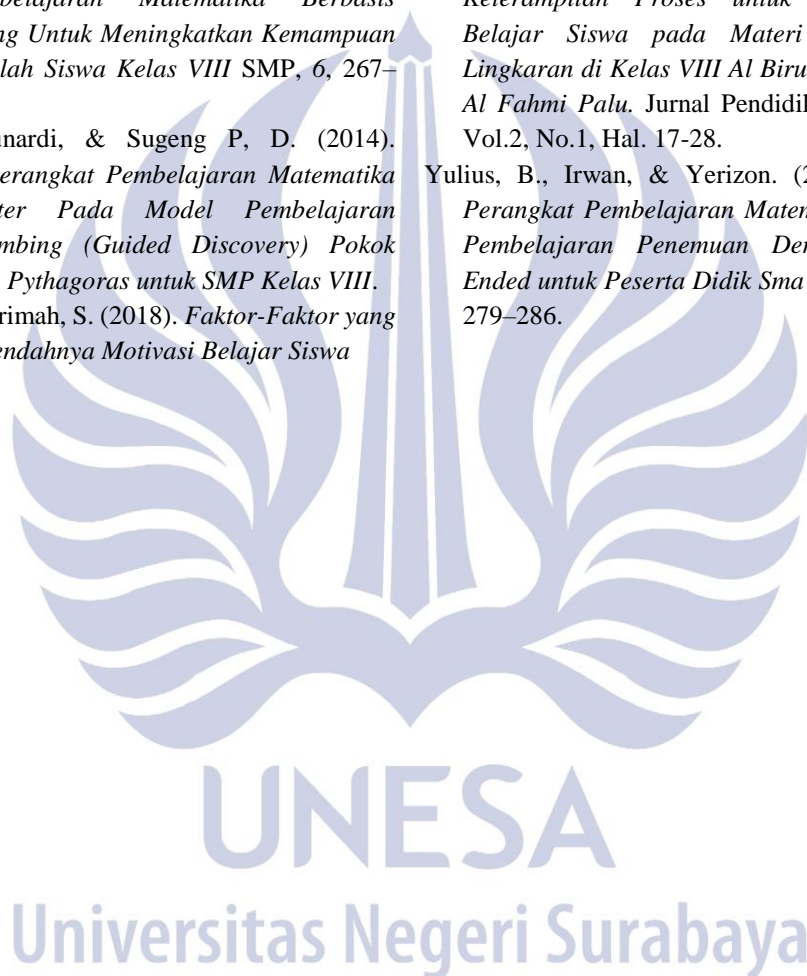 belajaran Matematika Berbasis
ng Untuk Meningkatkan Kemampuan
lah Siswa Kelas VIII SMP, 6, 267–
unardi, & Sugeng P, D. (2014).
erangkat Pembelajaran Matematika
ter Pada Model Pembelajaran
mbing (Guided Discovery) Pokok
Pythagoras untuk SMP Kelas VIII.
rimah, S. (2018). Faktor-Faktor yang
endahnya Motivasi Belajar Siswa
Keterampilan Proses untuk
Belajar Siswa pada Materi
Lingkaran di Kelas VIII Al Biru
Al Fahmi Palu. Jurnal Pendidik
Vol.2, No.1, Hal. 17-28.
Yulius, B., Irwan, & Yerizon. (2
Perangkat Pembelajaran Matem
Pembelajaran Penemuan Den
Ended untuk Peserta Didik Sma
279–286.
UNESA
Universitas Negeri Surabaya